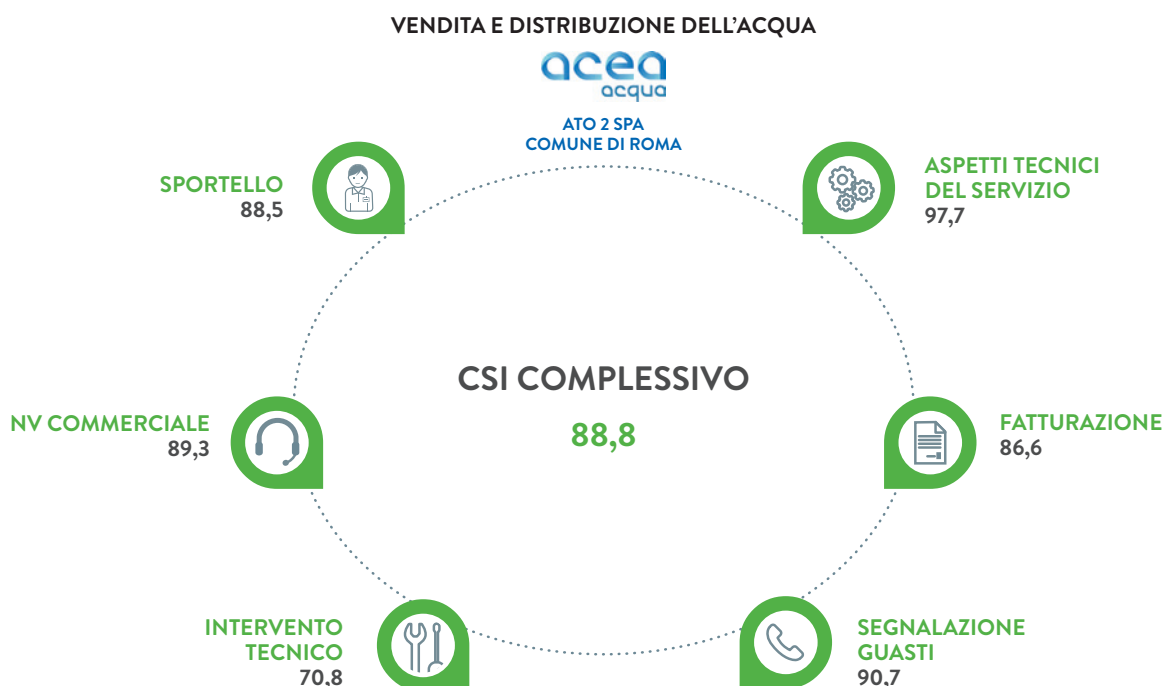 VENDITA E DISTRIBUZIONE DELL'ACQUA
acea
acqua
ATO 2 SPA
COMUNE DI ROMA
SPORTELLO
88,5
ASPETTI TECNICI
DEL SERVIZIO
97,7
CSI COMPLESSIVO
88,8
NV COMMERCIALE
89,3
FATTURAZIONE
86,6
INTERVENTO
TECNICO
70,8
SEGNALAZIONE
GUASTI
90,7